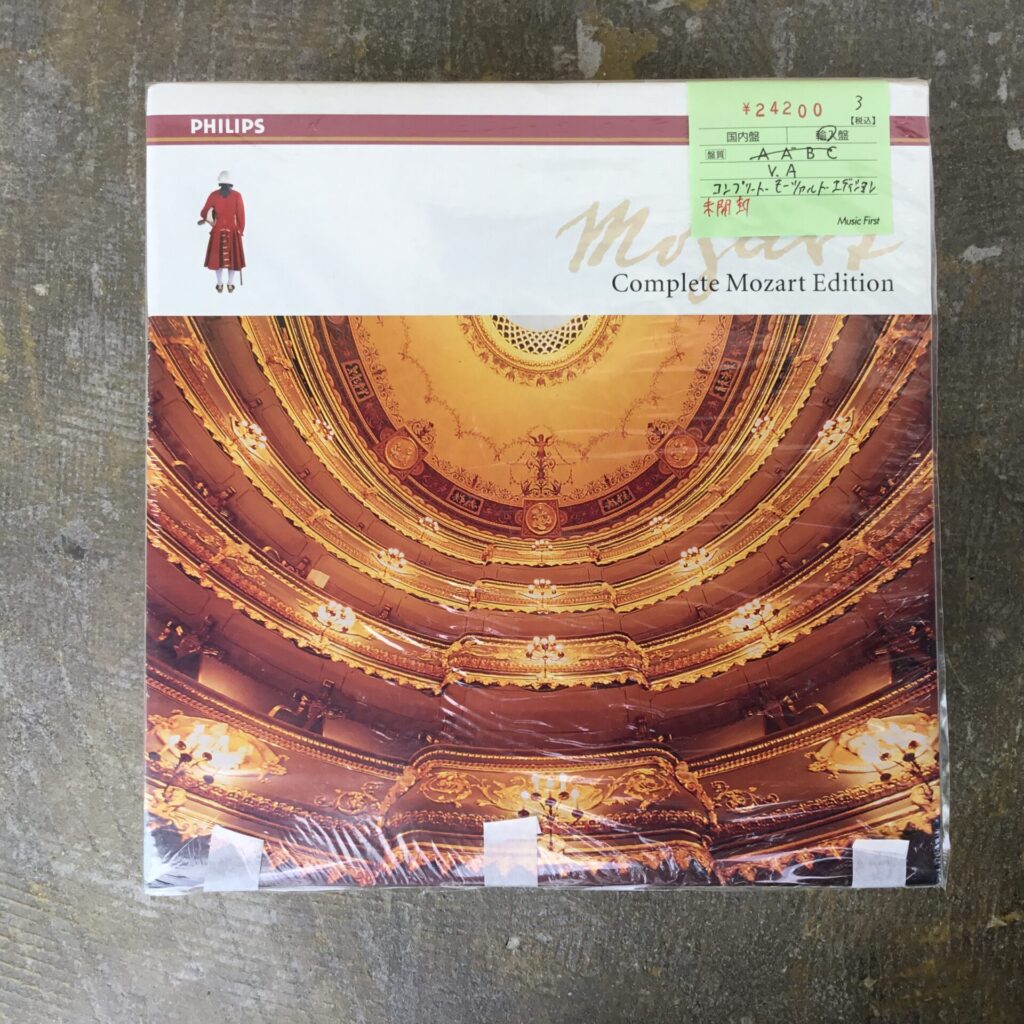 PHILIPS
¥24200 3
【税込】
国内盤 輸入盤
盤質 A A⁻ B C
V.A
コンプリート・モーツァルト・エディション
未開封
Music First
Mozart
Complete Mozart Edition